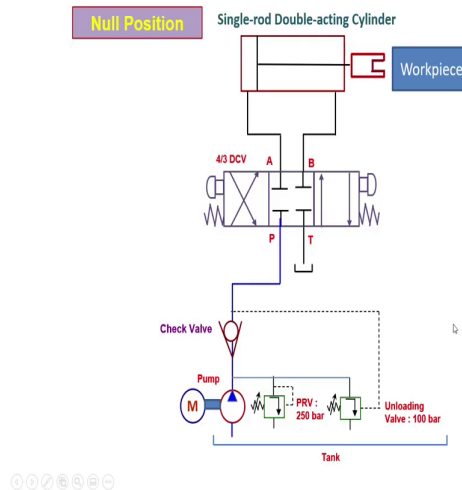 Null Position
Single-rod Double-acting Cylinder
Workpiece
4/3 DCV
A
B
P
T
Check Valve
Pump
M
PRV :
250 bar
Unloading
Valve : 100 bar
Tank